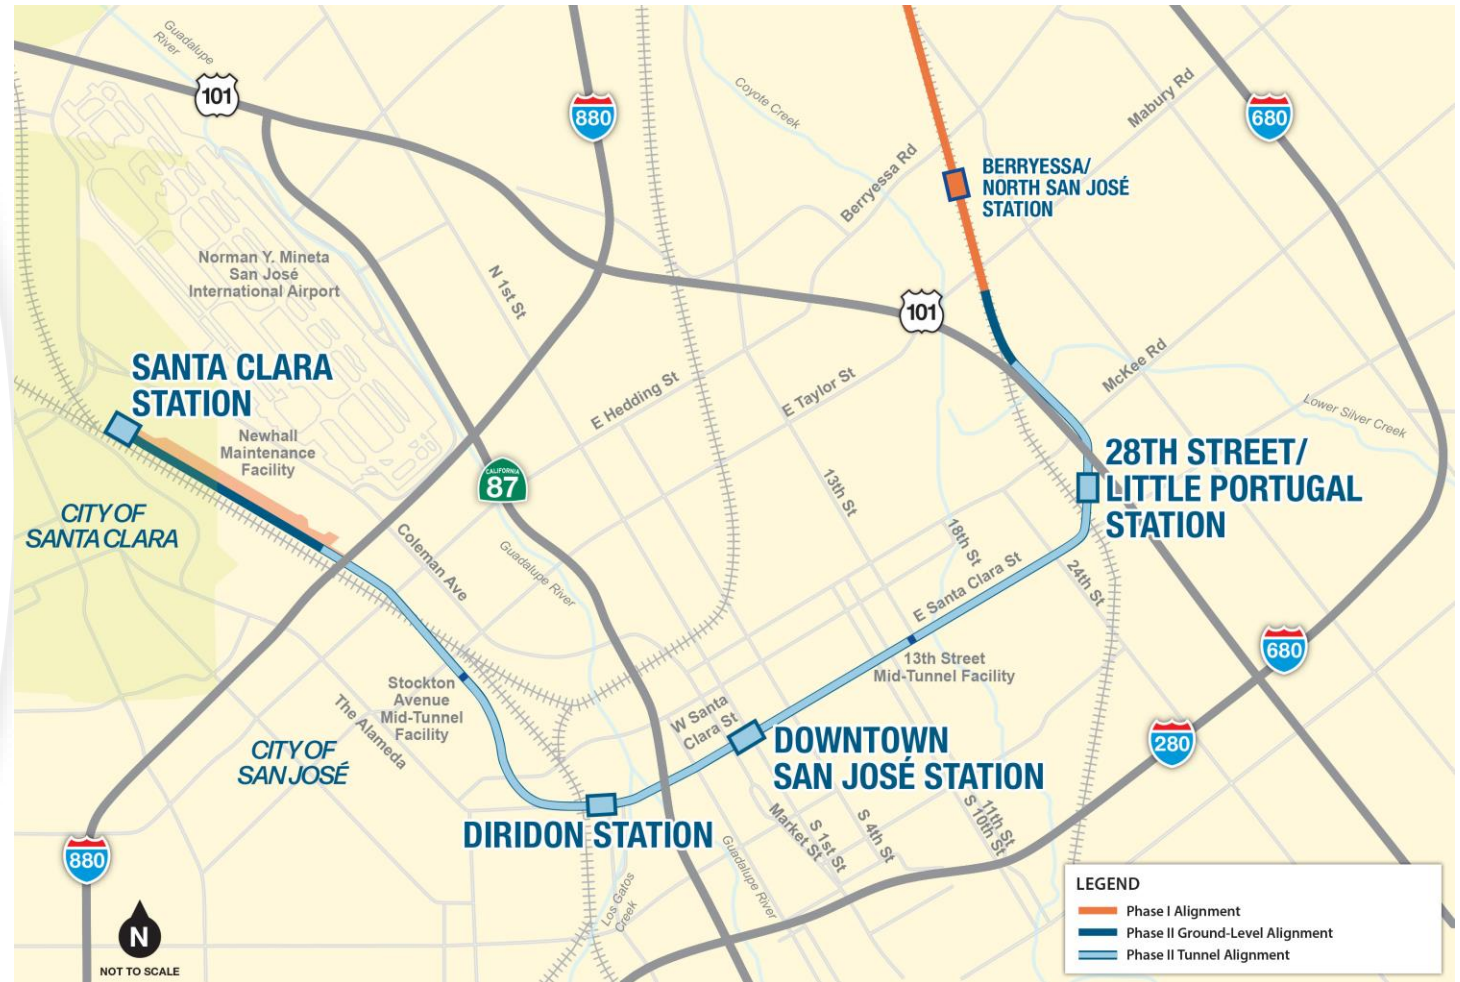 Guadalupe
River
101
880
Coyote Creek
Mabury Rd
680
BERRYESSA/
NORTH SAN JOSÉ
STATION
Berryessa Rd
Norman Y. Mineta
San José
International Airport
N 1st St
101
SANTA CLARA
STATION
E Hedding St
E Taylor St
McKee Rd
Lower Silver Creek
Newhall
Maintenance
Facility
28TH STREET/
LITTLE PORTUGAL
STATION
CALIFORNIA
87
13th St
CITY OF
SANTA CLARA
Coleman Ave
Guadalupe River
18th St
E Santa Clara St
24th St
13th Street
Mid-Tunnel Facility
680
Stockton
Avenue
Mid-Tunnel
Facility
The Alameda
W Santa
Clara St
CITY OF
SAN JOSÉ
DOWNTOWN
SAN JOSÉ STATION
280
DIRIDON STATION
Market St
S 1st St
S 4th St
S 10th St
11th St
880
Guadalupe River
Los Gatos
Creek
N
NOT TO SCALE
LEGEND
Phase I Alignment
Phase II Ground-Level Alignment
Phase II Tunnel Alignment